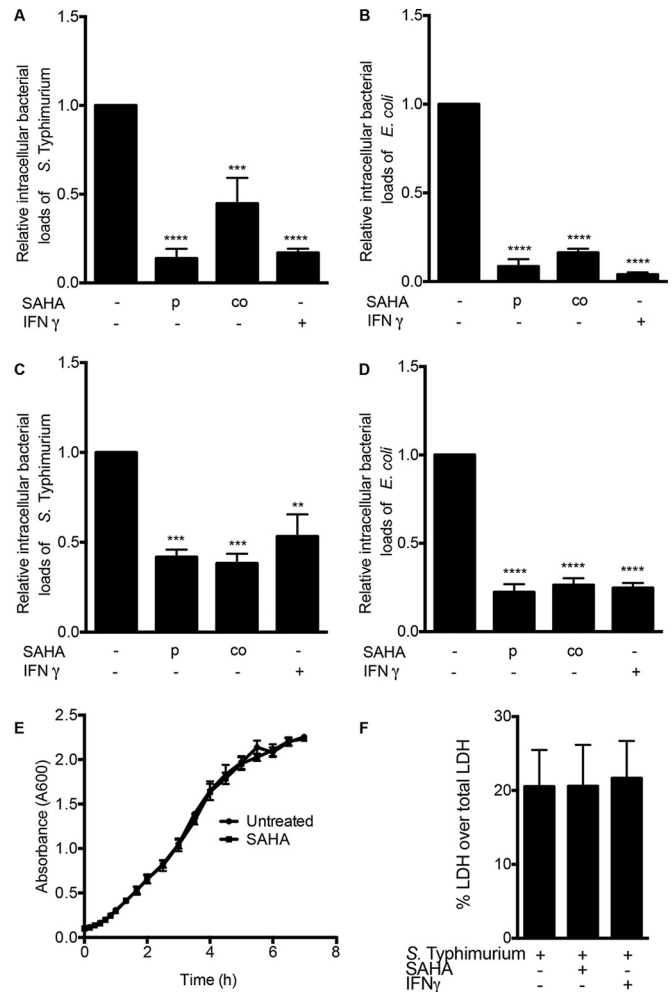 A
Relative intracellular bacterial
loads of S. Typhimurium
1.5
1.0
0.5
0.0
****
***
****
SAHA - p co -
IFN γ - - - +
B
Relative intracellular bacterial
loads of E. coli
1.5
1.0
0.5
0.0
****
****
****
SAHA - p co -
IFN γ - - - +
C
Relative intracellular bacterial
loads of S. Typhimurium
1.5
1.0
0.5
0.0
***
***
**
SAHA - p co -
IFN γ - - - +
D
Relative intracellular bacterial
loads of E. coli
1.5
1.0
0.5
0.0
****
****
****
SAHA - p co -
IFN γ - - - +
E
Absorbance (A600)
2.5
2.0
1.5
1.0
0.5
0.0
0 2 4 6 8
Time (h)
Untreated
SAHA
F
% LDH over total LDH
30
20
10
0
S. Typhimurium + + +
SAHA - + -
IFNγ - - +